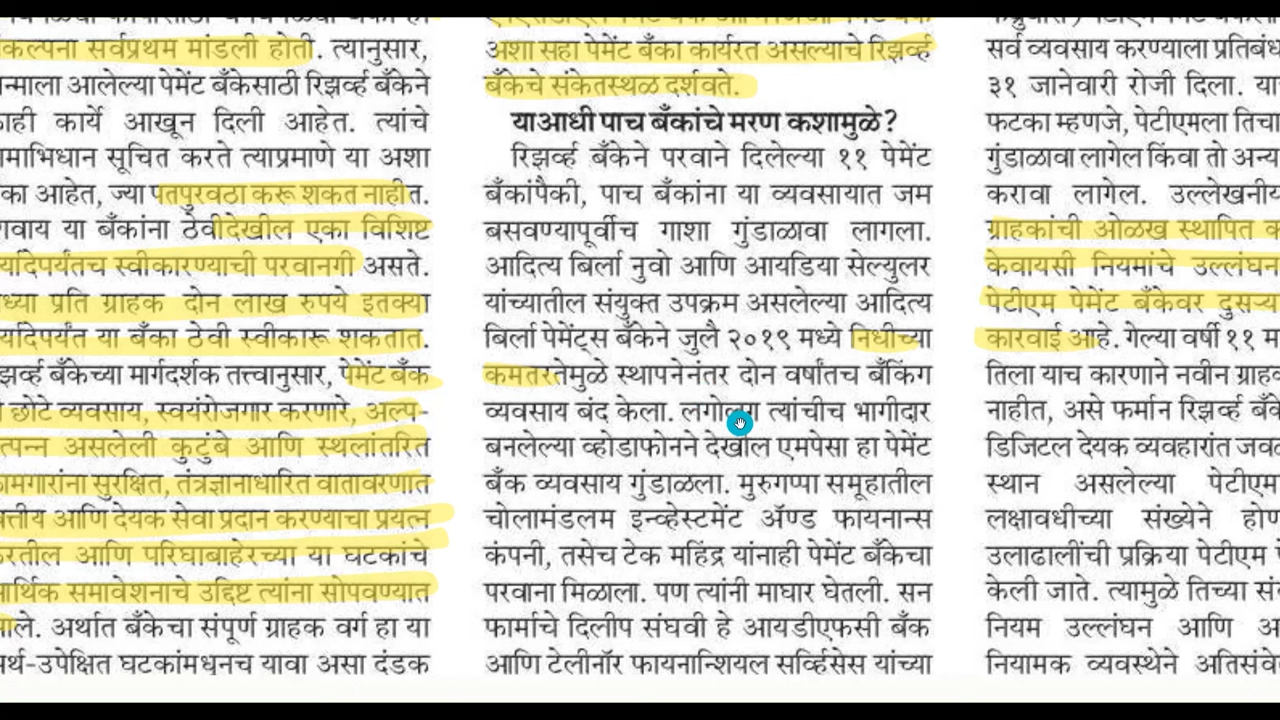 कल्पना सर्वप्रथम मांडली होती. त्यानुसार,
न्माला आलेल्या पेमेंट बँकेसाठी रिझर्व्ह बँकेने
ाही कार्ये आखून दिली आहेत. त्यांचे
ामाभिधान सूचित करते त्याप्रमाणे या अशा
का आहेत, ज्या पतपुरवठा करू शकत नाहीत.
वाय या बँकांना ठेवीदेखील एका विशिष्ट
र्यादेपर्यंतच स्वीकारण्याची परवानगी असते.
ध्या प्रति ग्राहक दोन लाख रुपये इतक्या
र्यादेपर्यंत या बँका ठेवी स्वीकारू शकतात.
झर्व्ह बँकेच्या मार्गदर्शक तत्त्वानुसार, पेमेंट बँक
छोटे व्यवसाय, स्वयंरोजगार करणारे, अल्प-
त्पन्न असलेली कुटुंबे आणि स्थलांतरित
ामगारांना सुरक्षित, तंत्रज्ञानाधारित वातावरणात
त्तीय आणि देयक सेवा प्रदान करण्याचा प्रयत्न
रतील आणि परिघाबाहेरच्या या घटकांचे
आर्थिक समावेशनाचे उद्दिष्ट त्यांना सोपवण्यात
ाले. अर्थात बँकेचा संपूर्ण ग्राहक वर्ग हा या
र्थ-उपेक्षित घटकांमधूनच यावा असा दंडक
अशा सहा पेमेंट बँका कार्यरत असल्याचे रिझर्व्ह
बँकेचे संकेतस्थळ दर्शवते.
याआधी पाच बँकांचे मरण कशामुळे?
रिझर्व्ह बँकेने परवाने दिलेल्या ११ पेमेंट
बँकांपैकी, पाच बँकांना या व्यवसायात जम
बसवण्यापूर्वीच गाशा गुंडाळावा लागला.
आदित्य बिर्ला नुवो आणि आयडिया सेल्युलर
यांच्यातील संयुक्त उपक्रम असलेल्या आदित्य
बिर्ला पेमेंट्स बँकेने जुलै २०१९ मध्ये निधीच्या
कमतरतेमुळे स्थापनेनंतर दोन वर्षांतच बँकिंग
व्यवसाय बंद केला. लगोलग त्यांचीच भागीदार
बनलेल्या व्होडाफोनने देखील एमपेसा हा पेमेंट
बँक व्यवसाय गुंडाळला. मुरुगप्पा समूहातील
चोलामंडलम इन्व्हेस्टमेंट अ‍ॅण्ड फायनान्स
कंपनी, तसेच टेक महिंद्र यांनाही पेमेंट बँकेचा
परवाना मिळाला. पण त्यांनी माघार घेतली. सन
फार्माचे दिलीप संघवी हे आयडीएफसी बँक
आणि टेलीनॉर फायनान्शियल सर्व्हिसेस यांच्या
सर्व व्यवसाय करण्याला प्रतिबंध
३१ जानेवारी रोजी दिला. या
फटका म्हणजे, पेटीएमला तिचा
गुंडाळावा लागेल किंवा तो अन्य
करावा लागेल. उल्लेखनीय
ग्राहकांची ओळख स्थापित क
केवायसी नियमांचे उल्लंघन
पेटीएम पेमेंट बँकेवर दुसऱ्या
कारवाई आहे. गेल्या वर्षी ११ म
तिला याच कारणाने नवीन ग्राहव
नाहीत, असे फर्मान रिझर्व्ह बँवे
डिजिटल देयक व्यवहारांत जवळ
स्थान असलेल्या पेटीएम
लक्षावधीच्या संख्येने होण
उलाढालींची प्रक्रिया पेटीएम
केली जाते. त्यामुळे तिच्या सं
नियम उल्लंघन आणि अ
नियामक व्यवस्थेने अतिसंवे